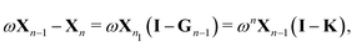 ωX_{n-1} − X_n = ωX_{n_1} (I − G_{n-1}) = ω^n X_{n-1} (I − K),